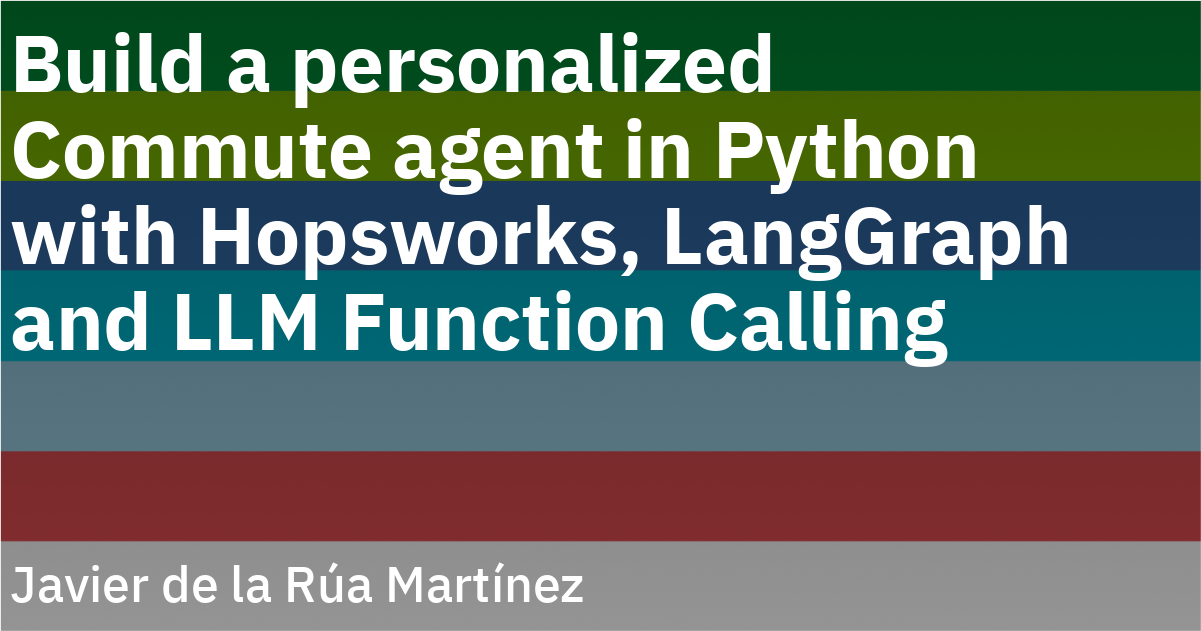 Build a personalized
Commute agent in Python
with Hopsworks, LangGraph
and LLM Function Calling
Javier de la Rúa Martínez